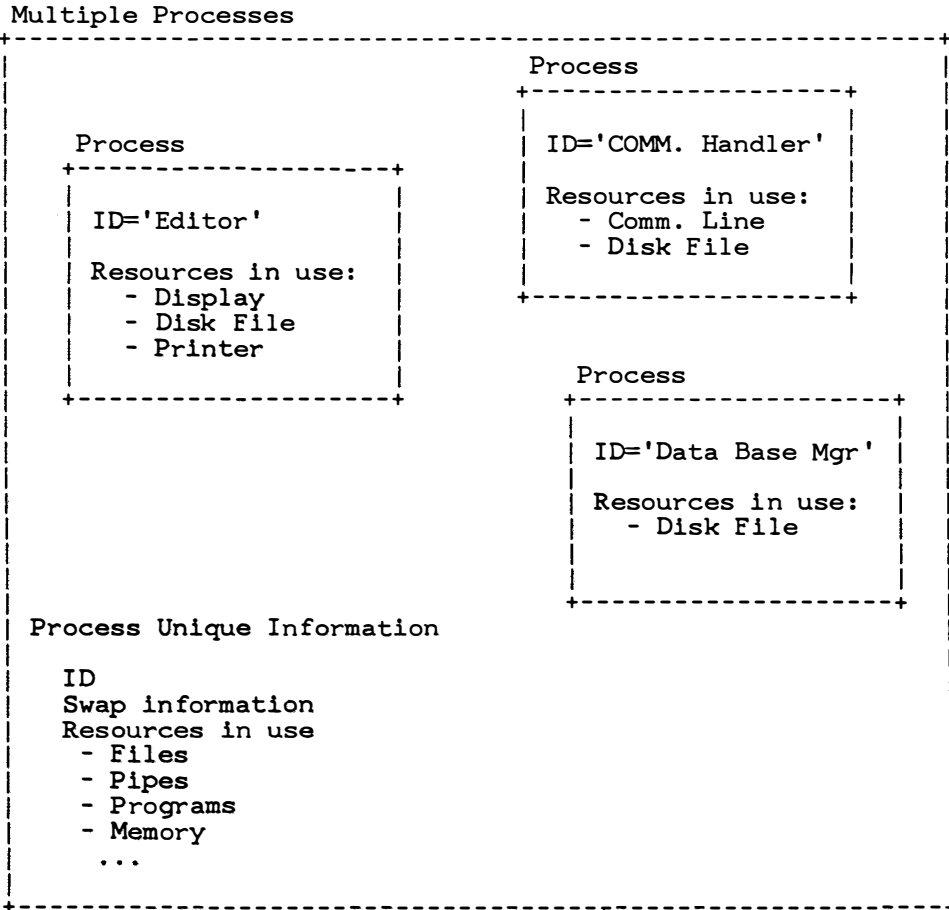 Multiple Processes
Process
ID='COMM. Handler'
Resources in use:
- Comm. Line
- Disk File
Process
ID='Editor'
Resources in use:
- Display
- Disk File
- Printer
Process
ID='Data Base Mgr'
Resources in use:
- Disk File
Process Unique Information
ID
Swap information
Resources in use
- Files
- Pipes
- Programs
- Memory
...